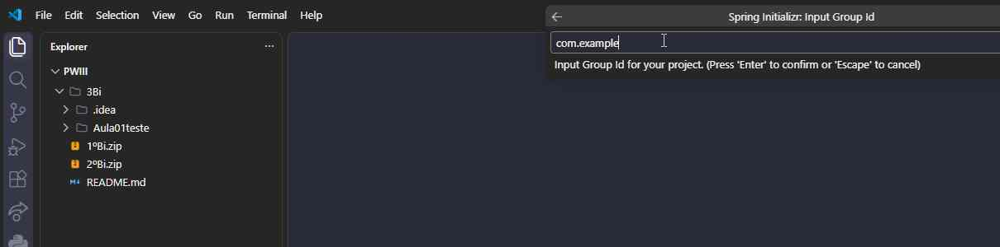 File Edit Selection View Go Run Terminal Help
Spring Initializr: Input Group Id
com.example
Input Group Id for your project. (Press 'Enter' to confirm or 'Escape' to cancel)
Explorer
PWIII
3Bi
.idea
Aula01teste
1ºBi.zip
2ºBi.zip
README.md